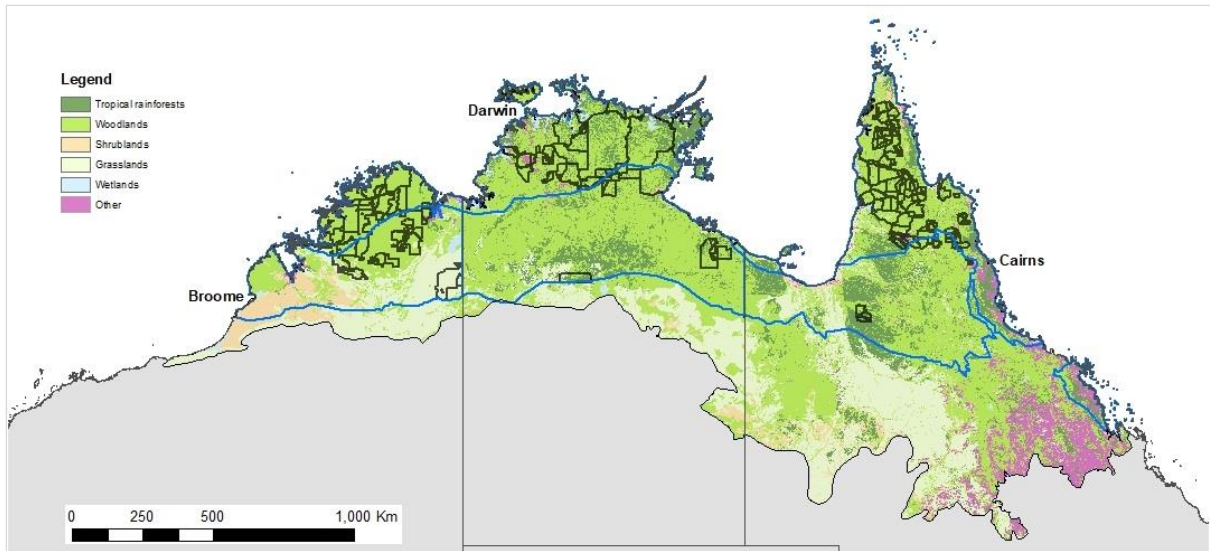 Legend
Tropical rainforests
Woodlands
Shrublands
Grasslands
Wetlands
Other
Darwin
Broome
Cairns
0 250 500 1,000 Km